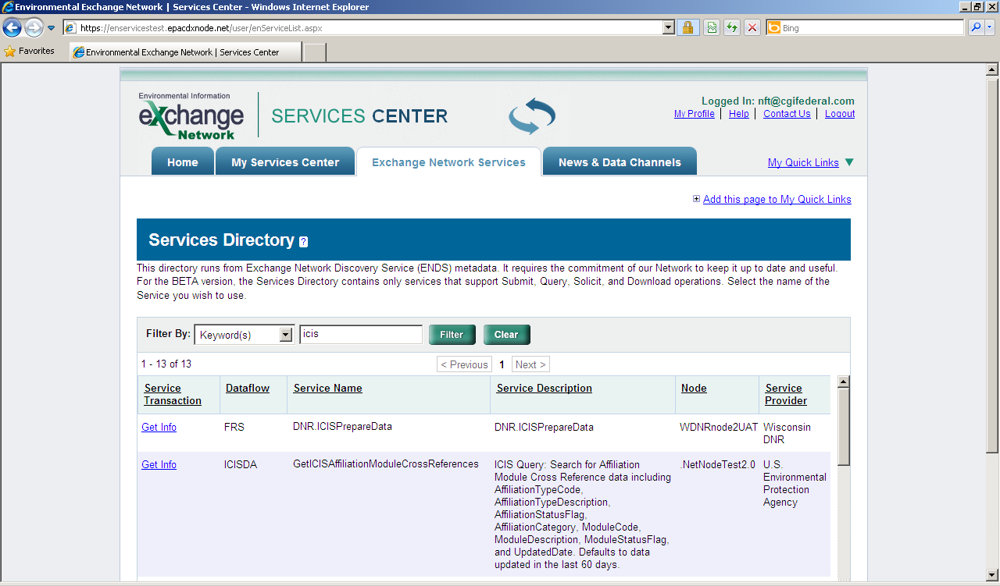 Environmental Exchange Network | Services Center - Windows Internet Explorer
https://enservicestest.epacdxnode.net/user/enServiceList.aspx
Bing
Favorites
Environmental Exchange Network | Services Center
Environmental Information
eXchange
Network
SERVICES CENTER
Logged In: nft@cgifederal.com
My Profile | Help | Contact Us | Logout
Home
My Services Center
Exchange Network Services
News & Data Channels
My Quick Links
Add this page to My Quick Links
Services Directory ?
This directory runs from Exchange Network Discovery Service (ENDS) metadata. It requires the commitment of our Network to keep it up to date and useful.
For the BETA version, the Services Directory contains only services that support Submit, Query, Solicit, and Download operations. Select the name of the
Service you wish to use.
Filter By: Keyword(s) icis Filter Clear
1 - 13 of 13 < Previous 1 Next >
Service Transaction Dataflow Service Name Service Description Node Service Provider
Get Info FRS DNR.ICISPrepareData DNR.ICISPrepareData WDNRnode2UAT Wisconsin
DNR
Get Info ICISDA GetICISAffiliationModuleCrossReferences ICIS Query: Search for Affiliation .NetNodeTest2.0 U.S.
Module Cross Reference data including Environmental
AffiliationTypeCode, Protection
AffiliationTypeDescription, Agency
AffiliationStatusFlag,
AffiliationCategory, ModuleCode,
ModuleDescription, ModuleStatusFlag,
and UpdatedDate. Defaults to data
updated in the last 60 days.